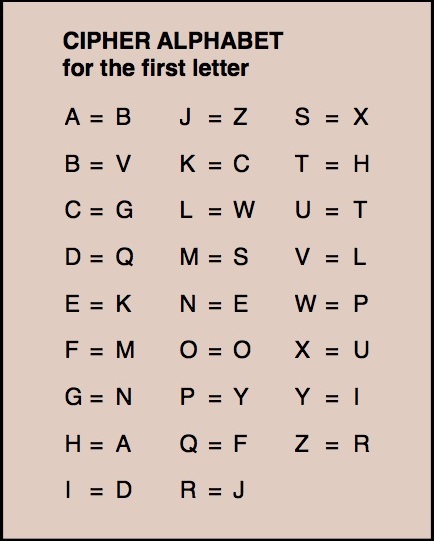 CIPHER ALPHABET
for the first letter
A = B J = Z S = X
B = V K = C T = H
C = G L = W U = T
D = Q M = S V = L
E = K N = E W = P
F = M O = O X = U
G = N P = Y Y = I
H = A Q = F Z = R
I = D R = J